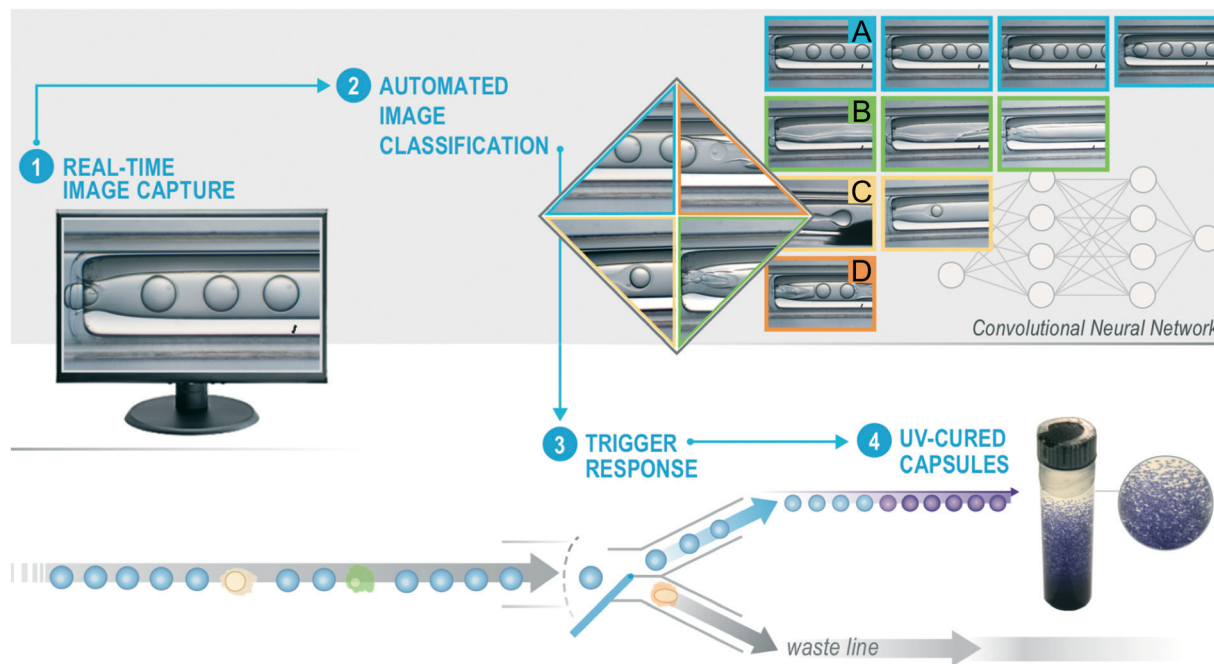 1 REAL-TIME
IMAGE CAPTURE
2 AUTOMATED
IMAGE
CLASSIFICATION
A
B
C
D
Convolutional Neural Network
3 TRIGGER
RESPONSE
4 UV-CURED
CAPSULES
waste line